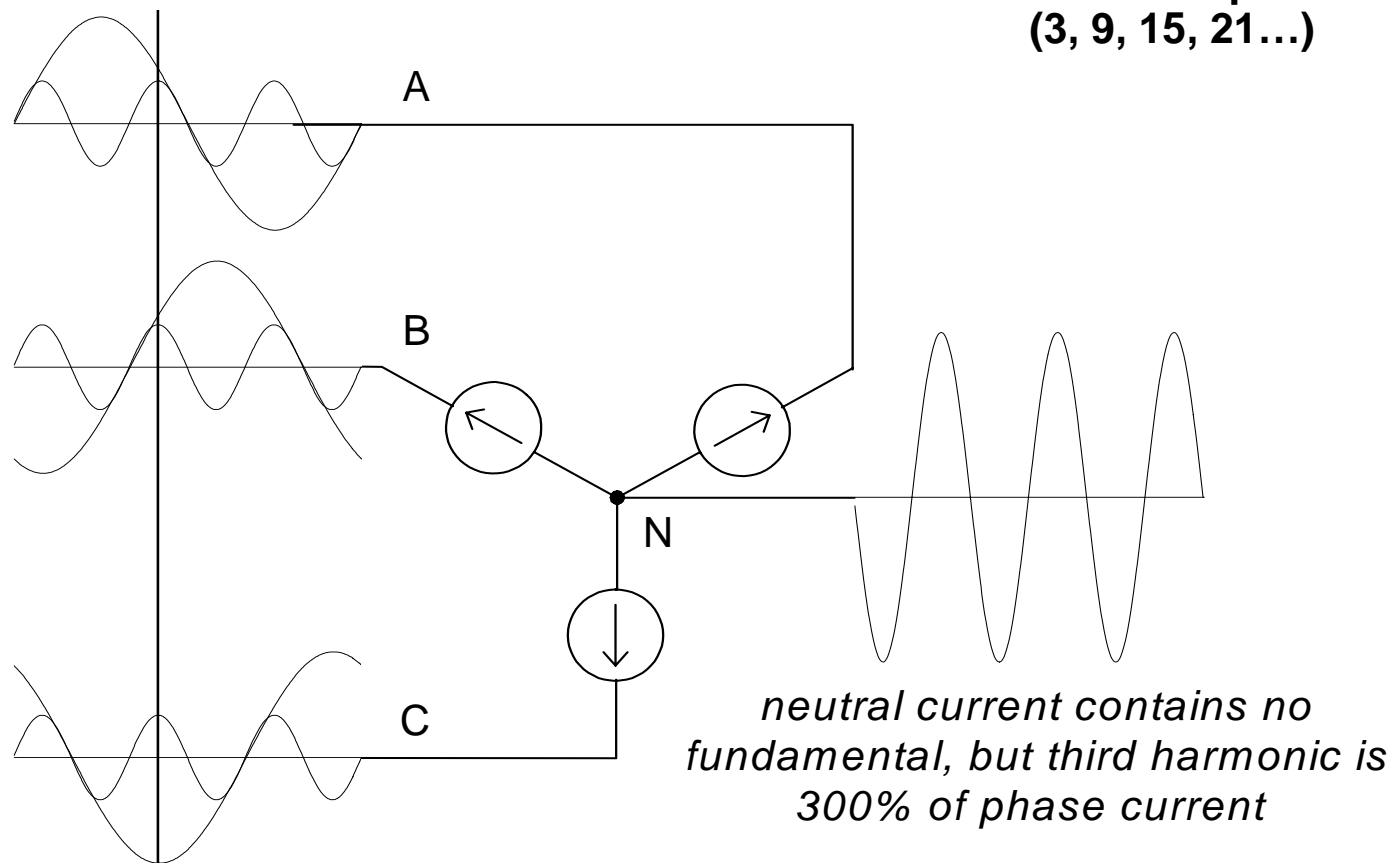 (3, 9, 15, 21…)
A
B
N
C
neutral current contains no
fundamental, but third harmonic is
300% of phase current